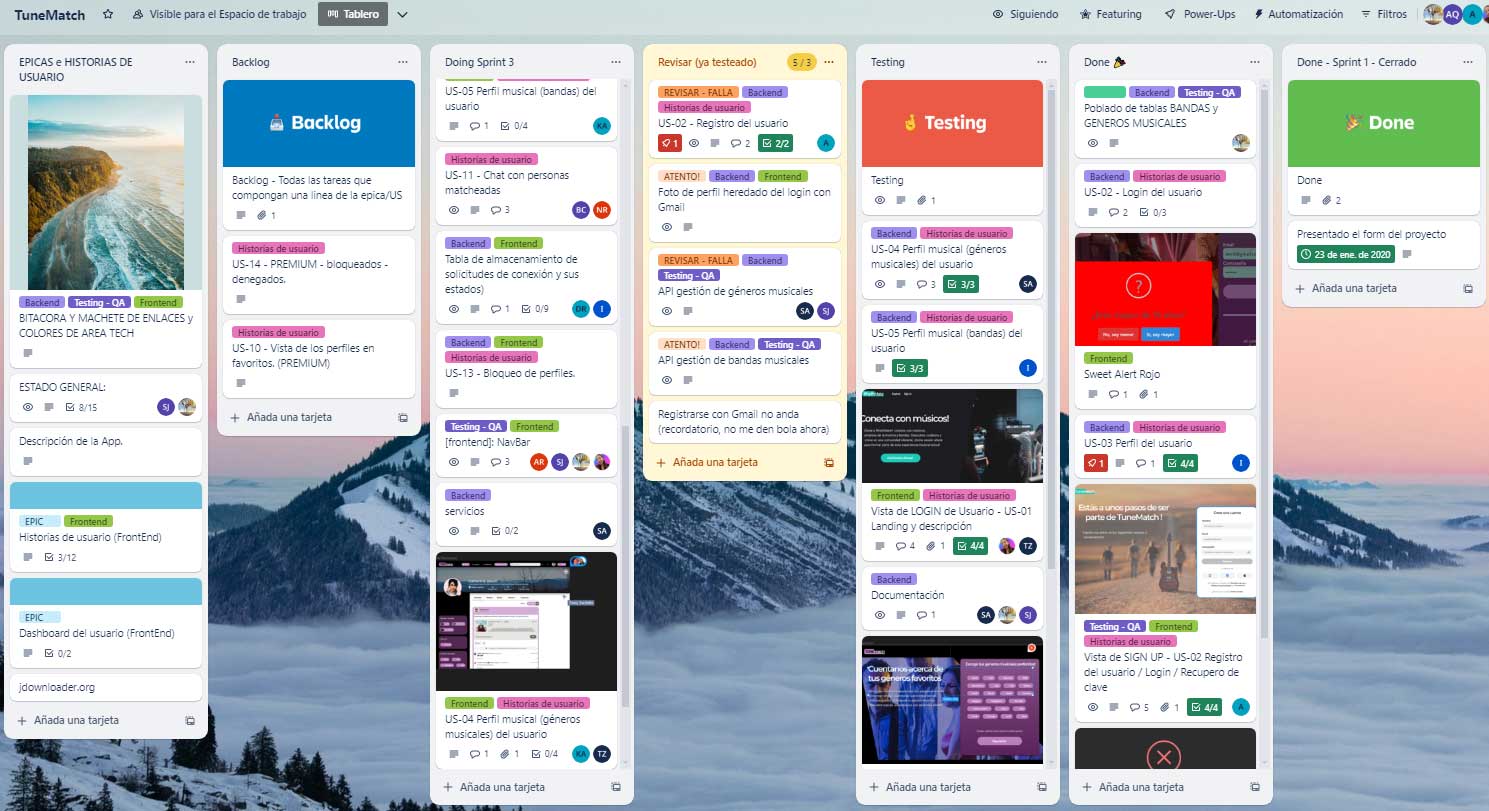 TuneMatch
Visible para el Espacio de trabajo
Tablero
Siguiendo
Featuring
Power-Ups
Automatización
Filtros
AQ
A
EPICAS e HISTORIAS DE
USUARIO
Backend
Testing - QA
Frontend
BITACORA Y MACHETE DE ENLACES y
COLORES DE AREA TECH
ESTADO GENERAL:
8/15
SJ
Descripción de la App.
EPIC
Frontend
Historias de usuario (FrontEnd)
3/12
EPIC
Dashboard del usuario (FrontEnd)
0/2
jdownloader.org
Añada una tarjeta
Backlog
Backlog
Backlog - Todas las tareas que
compongan una línea de la epica/US
1
Historias de usuario
US-14 - PREMIUM - bloqueados -
denegados.
Historias de usuario
US-10 - Vista de los perfiles en
favoritos. (PREMIUM)
Añada una tarjeta
Doing Sprint 3
Frontend
Historias de usuario
US-05 Perfil musical (bandas) del
usuario
1
0/4
KA
Historias de usuario
US-11 - Chat con personas
matcheadas
3
BC
NR
Backend
Frontend
Tabla de almacenamiento de
solicitudes de conexión y sus
estados)
1
0/9
DR
I
Backend
Frontend
Historias de usuario
US-13 - Bloqueo de perfiles.
Testing - QA
Frontend
[frontend]: NavBar
3
AR
SJ
Backend
servicios
0/2
SA
Frontend
Historias de usuario
US-04 Perfil musical (géneros
musicales) del usuario
1
1
0/4
KA
TZ
Añada una tarjeta
Revisar (ya testeado)
5 / 3
REVISAR - FALLA
Backend
Historias de usuario
US-02 - Registro del usuario
1
2
2/2
A
ATENTO!
Backend
Frontend
Foto de perfil heredado del login con
Gmail
REVISAR - FALLA
Backend
Testing - QA
API gestión de géneros musicales
SA
SJ
ATENTO!
Backend
Testing - QA
API gestión de bandas musicales
Registrarse con Gmail no anda
(recordatorio, no me den bola ahora)
Añada una tarjeta
Testing
Testing
Testing
1
Backend
Historias de usuario
US-04 Perfil musical (géneros
musicales) del usuario
3
3/3
SA
Backend
Historias de usuario
US-05 Perfil musical (bandas) del
usuario
3/3
I
Conecta con músicos!
Frontend
Historias de usuario
Vista de LOGIN de Usuario - US-01
Landing y descripción
4
1
4/4
TZ
Backend
Documentación
1
SA
SJ
Cuentanos acerca de
tus géneros favoritos
Añada una tarjeta
Done
Backend
Testing - QA
Poblado de tablas BANDAS y
GENEROS MUSICALES
Backend
Historias de usuario
US-02 - Login del usuario
2
0/3
Frontend
Sweet Alert Rojo
1
1
Backend
Historias de usuario
US-03 Perfil del usuario
1
1
4/4
I
Estás a unos pasos de ser
parte de TuneMatch !
Testing - QA
Frontend
Historias de usuario
Vista de SIGN UP - US-02 Registro
del usuario / Login / Recupero de
clave
5
1
4/4
A
Añada una tarjeta
Done - Sprint 1 - Cerrado
Done
Done
2
Presentado el form del proyecto
23 de ene. de 2020
Añada una tarjeta